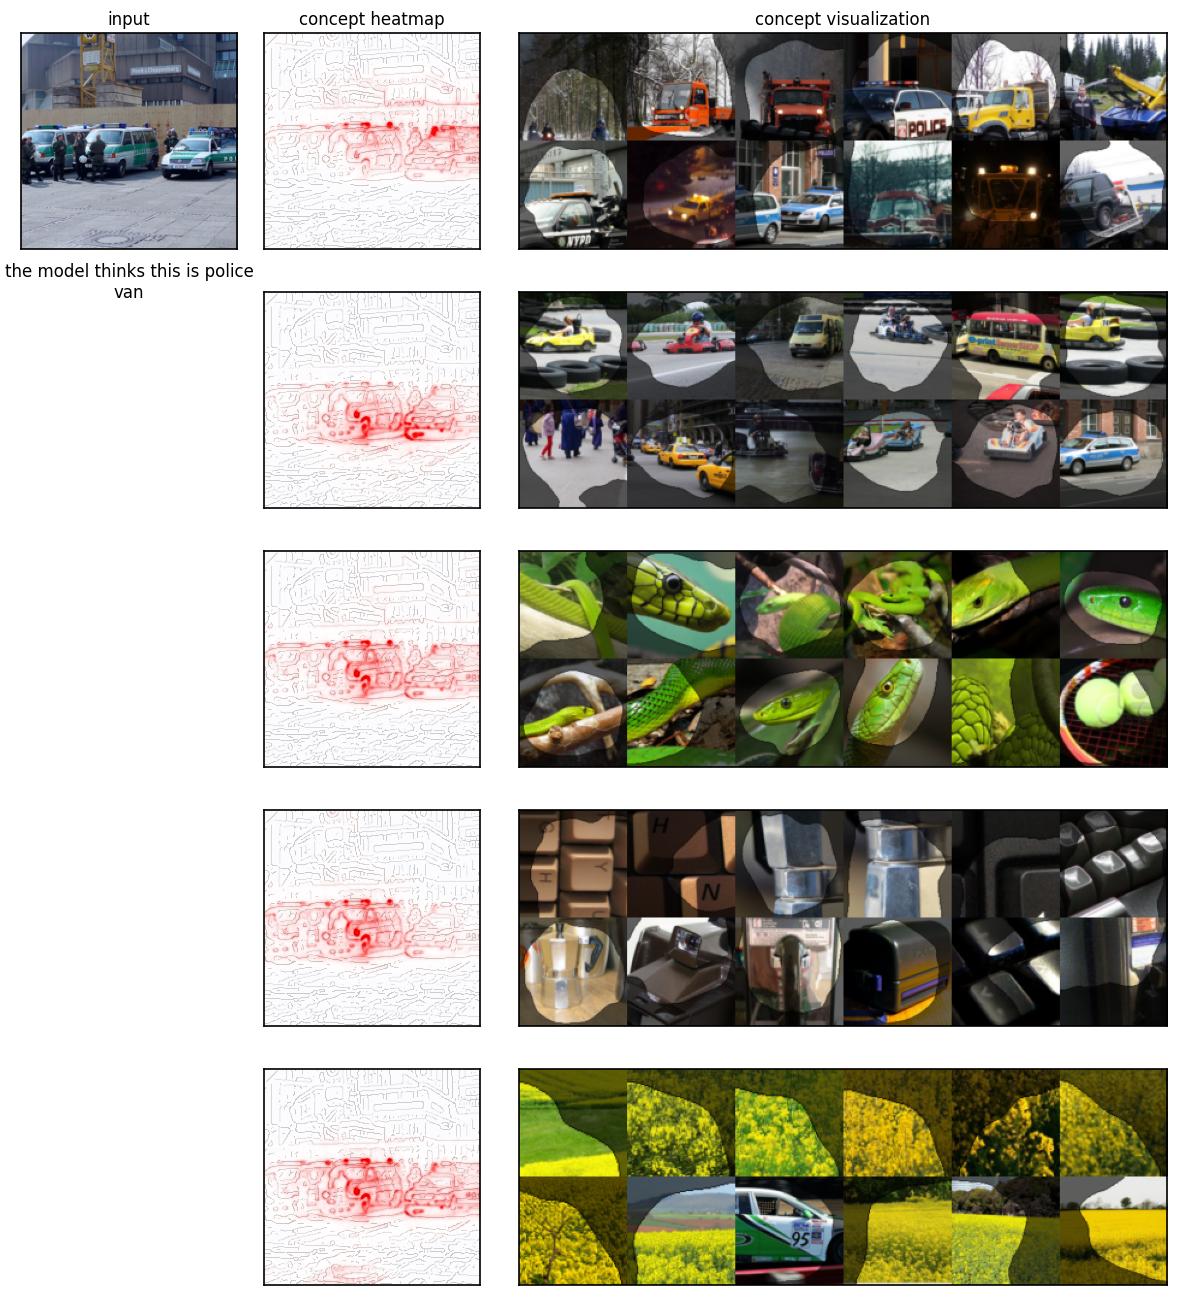 input
concept heatmap
concept visualization
the model thinks this is police
van
POLICE
NYPD
H
N
H
Y
95